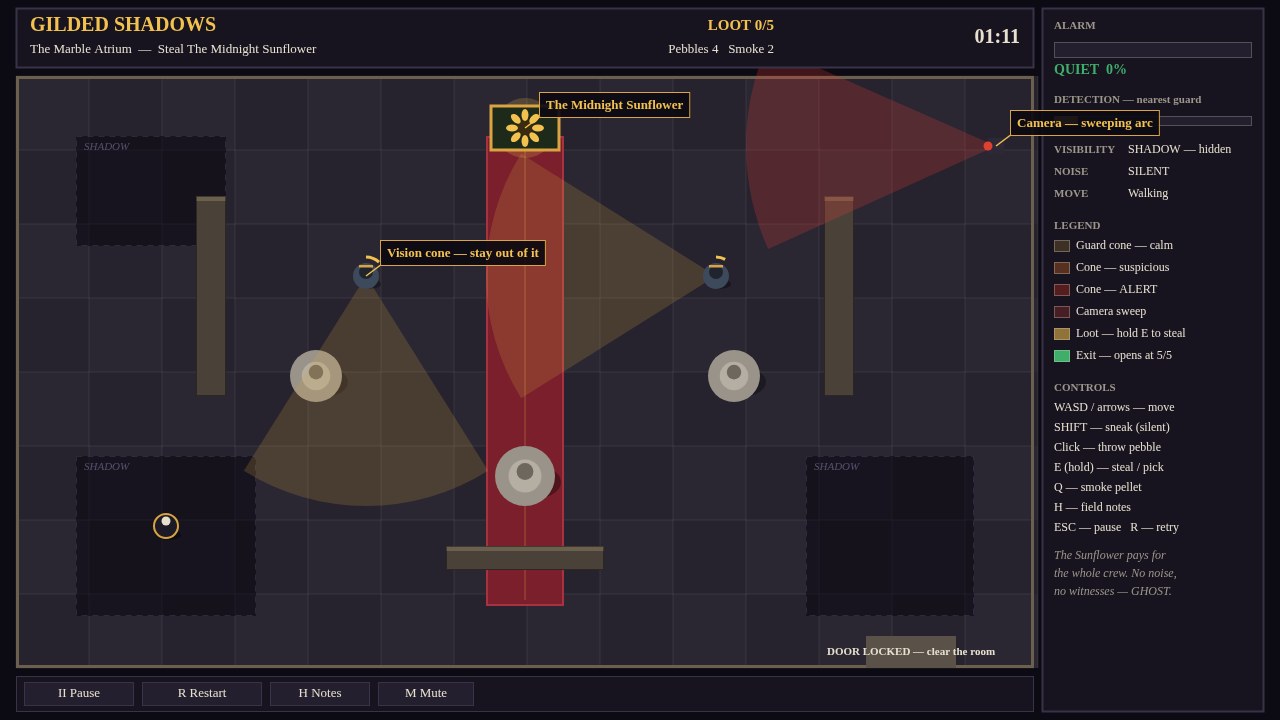 GILDED SHADOWS
The Marble Atrium — Steal The Midnight Sunflower
LOOT 0/5
Pebbles 4   Smoke 2
01:11
The Midnight Sunflower
Camera — sweeping arc
Vision cone — stay out of it
SHADOW
SHADOW
SHADOW
DOOR LOCKED — clear the room
II Pause
R Restart
H Notes
M Mute
ALARM
QUIET  0%
DETECTION — nearest guard
VISIBILITY   SHADOW — hidden
NOISE   SILENT
MOVE   Walking
LEGEND
Guard cone — calm
Cone — suspicious
Cone — ALERT
Camera sweep
Loot — hold E to steal
Exit — opens at 5/5
CONTROLS
WASD / arrows — move
SHIFT — sneak (silent)
Click — throw pebble
E (hold) — steal / pick
Q — smoke pellet
H — field notes
ESC — pause   R — retry
The Sunflower pays for
the whole crew. No noise,
no witnesses — GHOST.